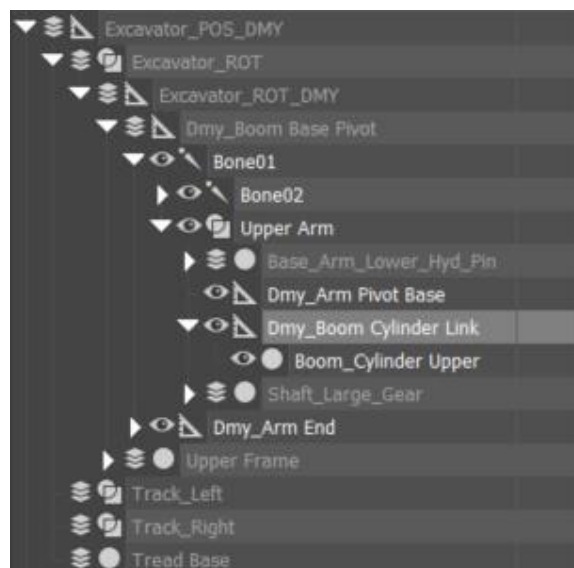 Excavator_POS_DMY
Excavator_ROT
Excavator_ROT_DMY
Dmy_Boom Base Pivot
Bone01
Bone02
Upper Arm
Base_Arm_Lower_Hyd_Pin
Dmy_Arm Pivot Base
Dmy_Boom Cylinder Link
Boom_Cylinder Upper
Shaft_Large_Gear
Dmy_Arm End
Upper Frame
Track_Left
Track_Right
Tread Base